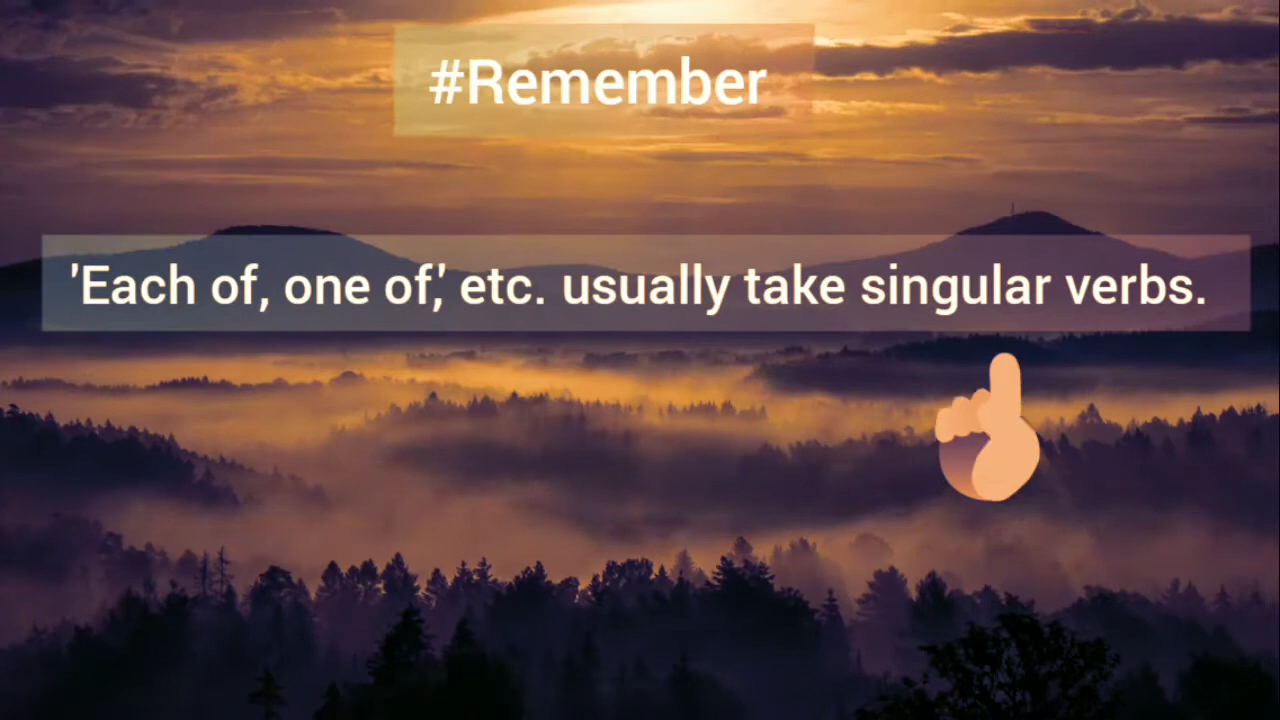 #Remember
'Each of, one of,' etc. usually take singular verbs.